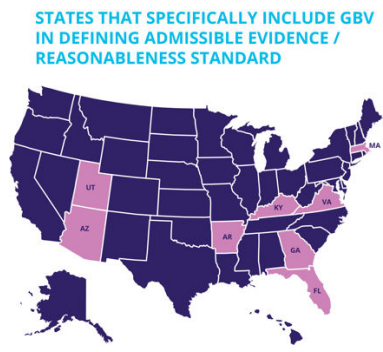 STATES THAT SPECIFICALLY INCLUDE GBV
IN DEFINING ADMISSIBLE EVIDENCE /
REASONABLENESS STANDARD
MA
UT
KY
VA
AZ
AR
GA
FL